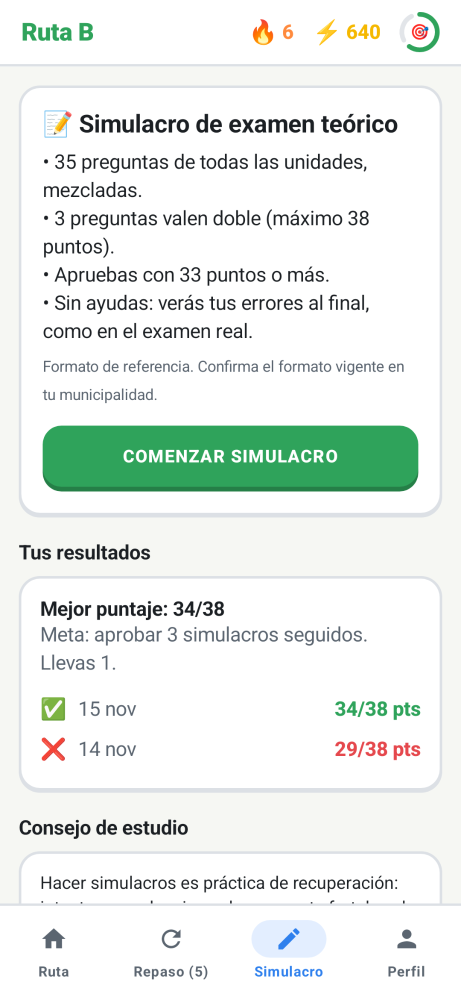 Ruta B
6
640
Simulacro de examen teórico
• 35 preguntas de todas las unidades,
mezcladas.
• 3 preguntas valen doble (máximo 38
puntos).
• Apruebas con 33 puntos o más.
• Sin ayudas: verás tus errores al final,
como en el examen real.
Formato de referencia. Confirma el formato vigente en
tu municipalidad.
COMENZAR SIMULACRO
Tus resultados
Mejor puntaje: 34/38
Meta: aprobar 3 simulacros seguidos.
Llevas 1.
15 nov 34/38 pts
14 nov 29/38 pts
Consejo de estudio
Hacer simulacros es práctica de recuperación:
Ruta
Repaso (5)
Simulacro
Perfil